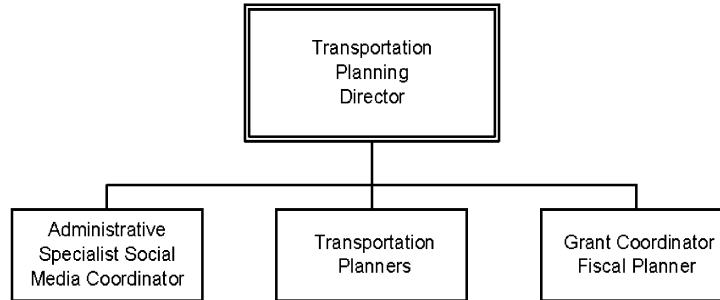 Transportation
Planning
Director
Administrative
Specialist Social
Media Coordinator
Transportation
Planners
Grant Coordinator
Fiscal Planner